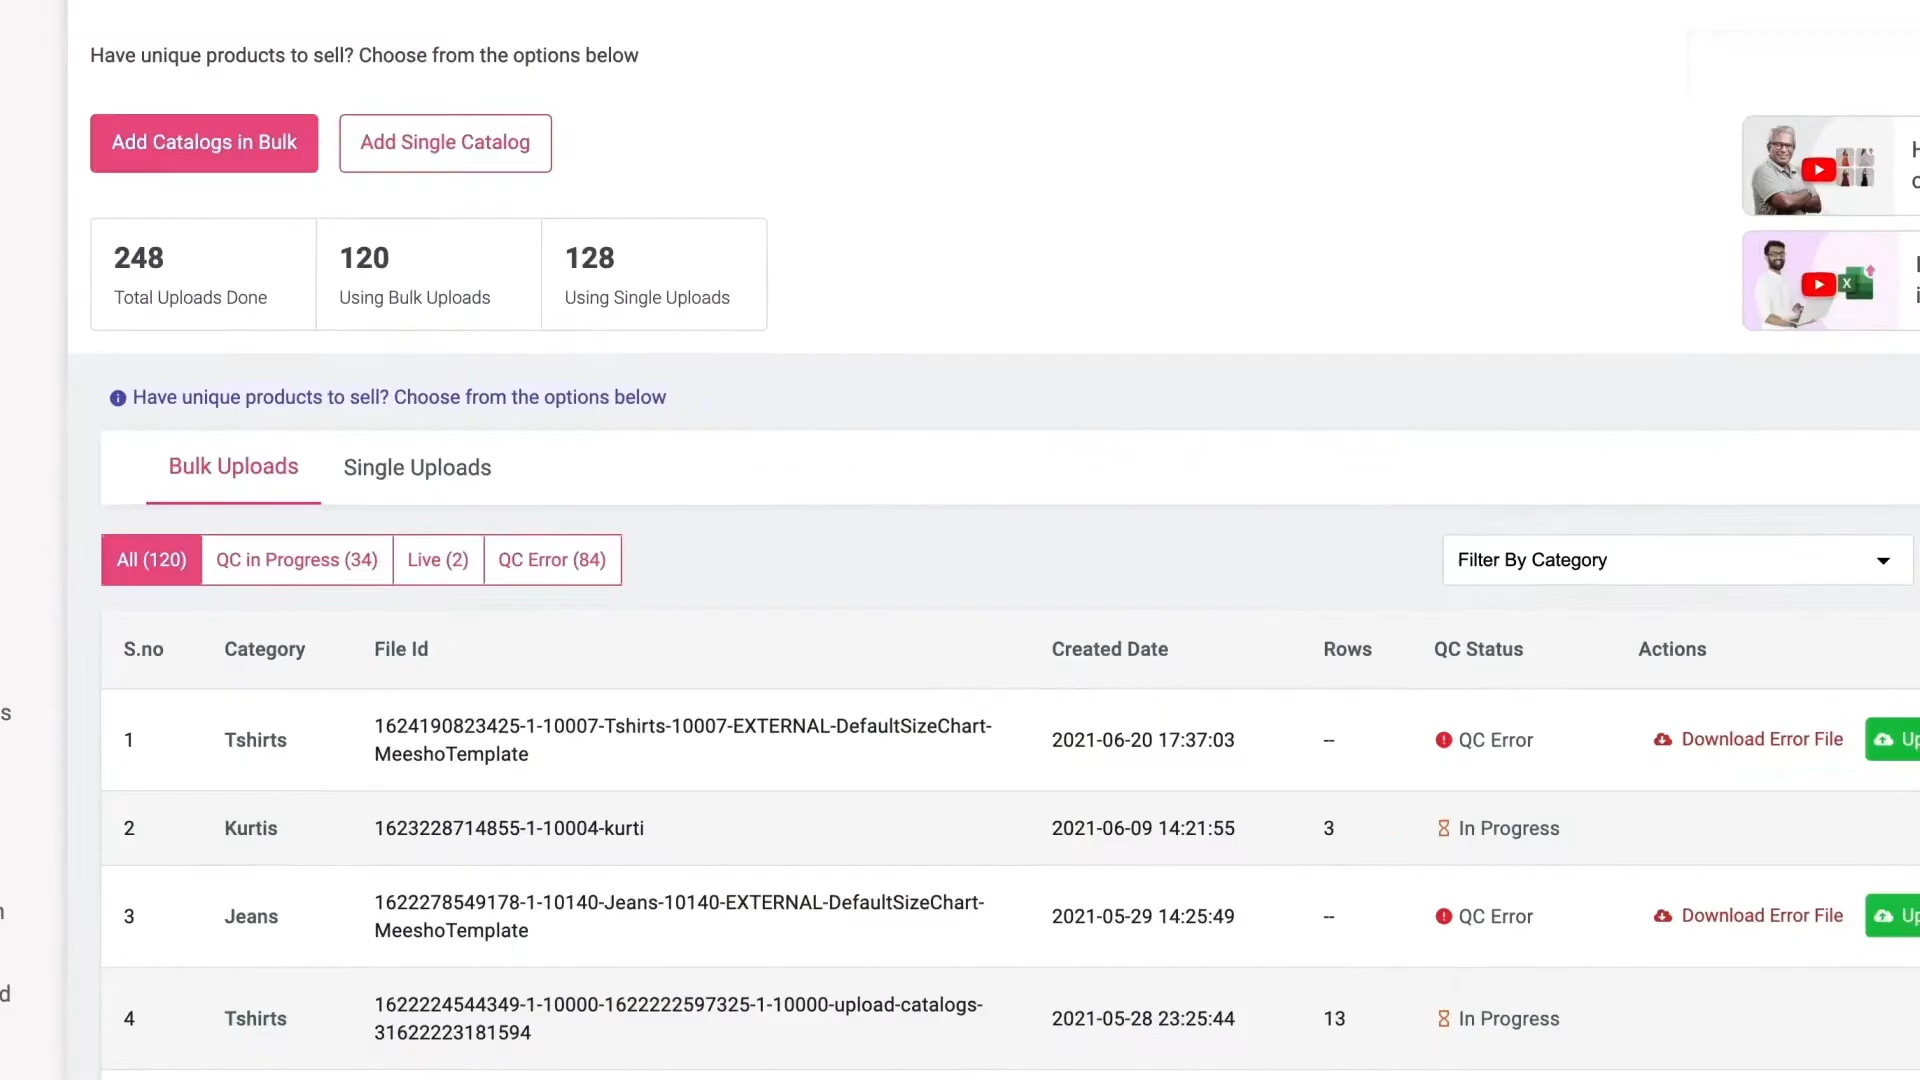 Have unique products to sell? Choose from the options below
Add Catalogs in Bulk
Add Single Catalog
248
Total Uploads Done
120
Using Bulk Uploads
128
Using Single Uploads
Have unique products to sell? Choose from the options below
Bulk Uploads
Single Uploads
All (120)
QC in Progress (34)
Live (2)
QC Error (84)
Filter By Category
S.no Category File Id Created Date Rows QC Status Actions
1 Tshirts 1624190823425-1-10007-Tshirts-10007-EXTERNAL-DefaultSizeChart-
MeeshoTemplate 2021-06-20 17:37:03 -- QC Error Download Error File
2 Kurtis 1623228714855-1-10004-kurti 2021-06-09 14:21:55 3 In Progress
3 Jeans 1622278549178-1-10140-Jeans-10140-EXTERNAL-DefaultSizeChart-
MeeshoTemplate 2021-05-29 14:25:49 -- QC Error Download Error File
4 Tshirts 1622224544349-1-10000-1622222597325-1-10000-upload-catalogs-
31622223181594 2021-05-28 23:25:44 13 In Progress